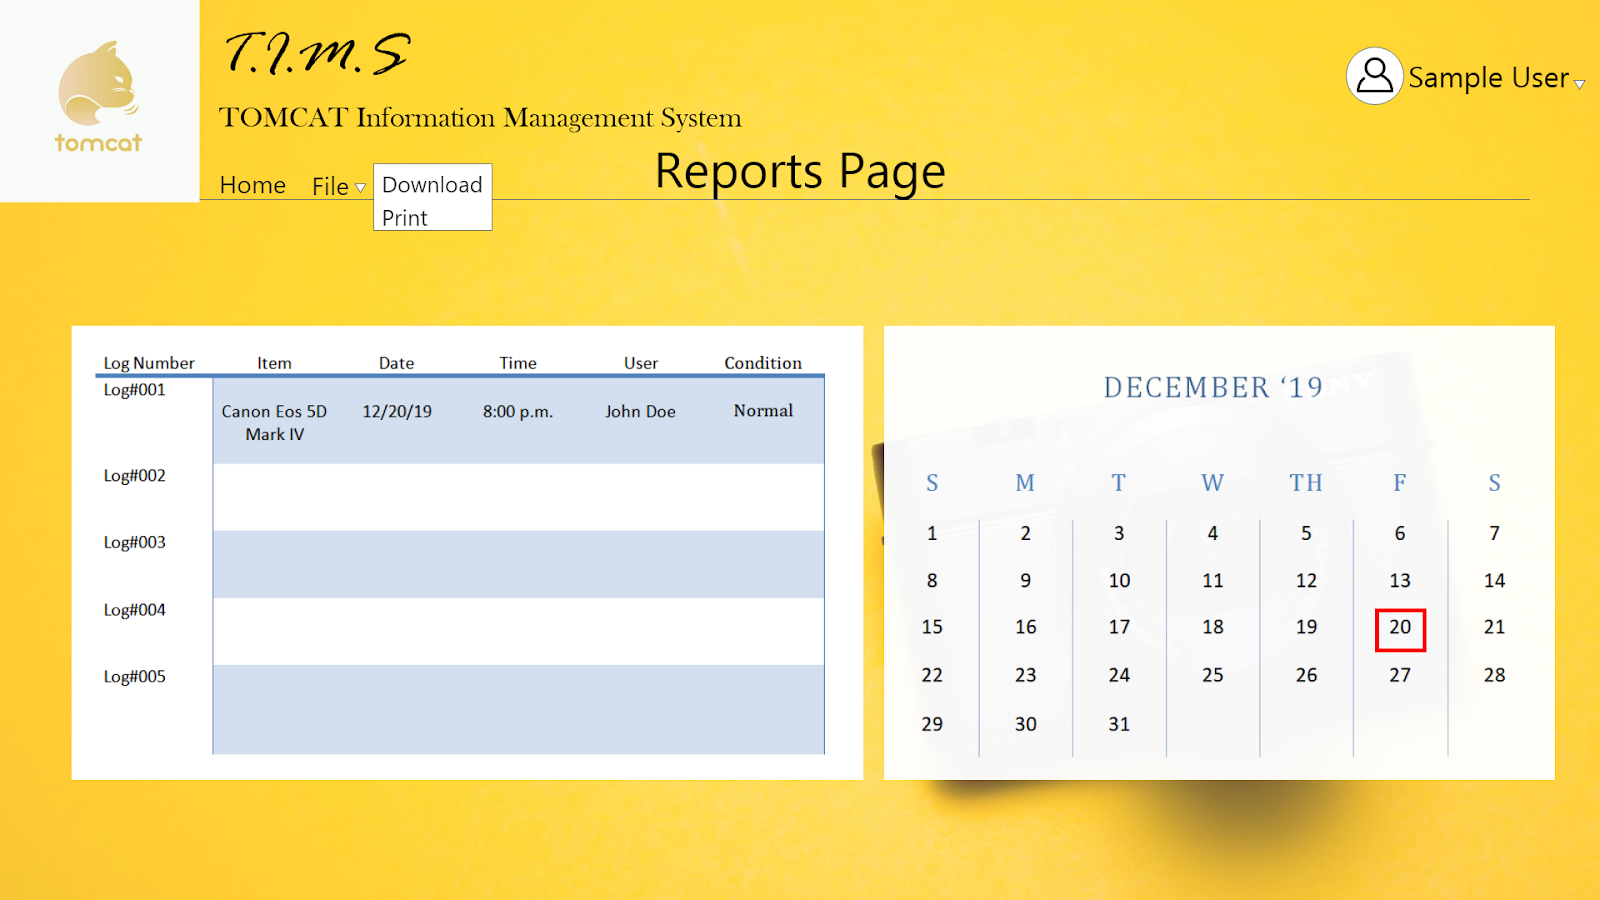 tomcat
T.I.M.S
TOMCAT Information Management System
Sample User
Home File Download
Print
Reports Page
Log Number Item Date Time User Condition
Log#001
Canon Eos 5D 12/20/19 8:00 p.m. John Doe Normal
Mark IV
Log#002
Log#003
Log#004
Log#005
DECEMBER ‘19
S M T W TH F S
1 2 3 4 5 6 7
8 9 10 11 12 13 14
15 16 17 18 19 20 21
22 23 24 25 26 27 28
29 30 31